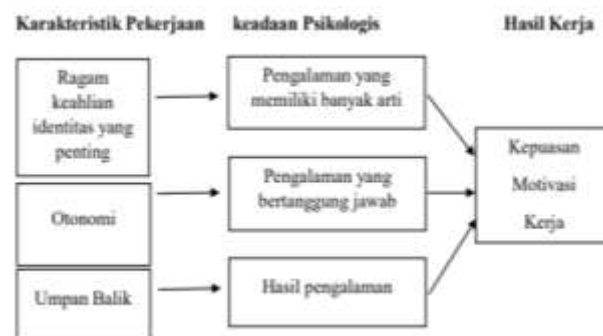 Karakteristik Pekerjaan
keadaan Psikologis
Hasil Kerja
Ragam
keahlian
identitas yang
penting
Pengalaman yang
memiliki banyak arti
Otonomi
Pengalaman yang
bertanggung jawab
Umpan Balik
Hasil pengalaman
Kepuasan
Motivasi
Kerja